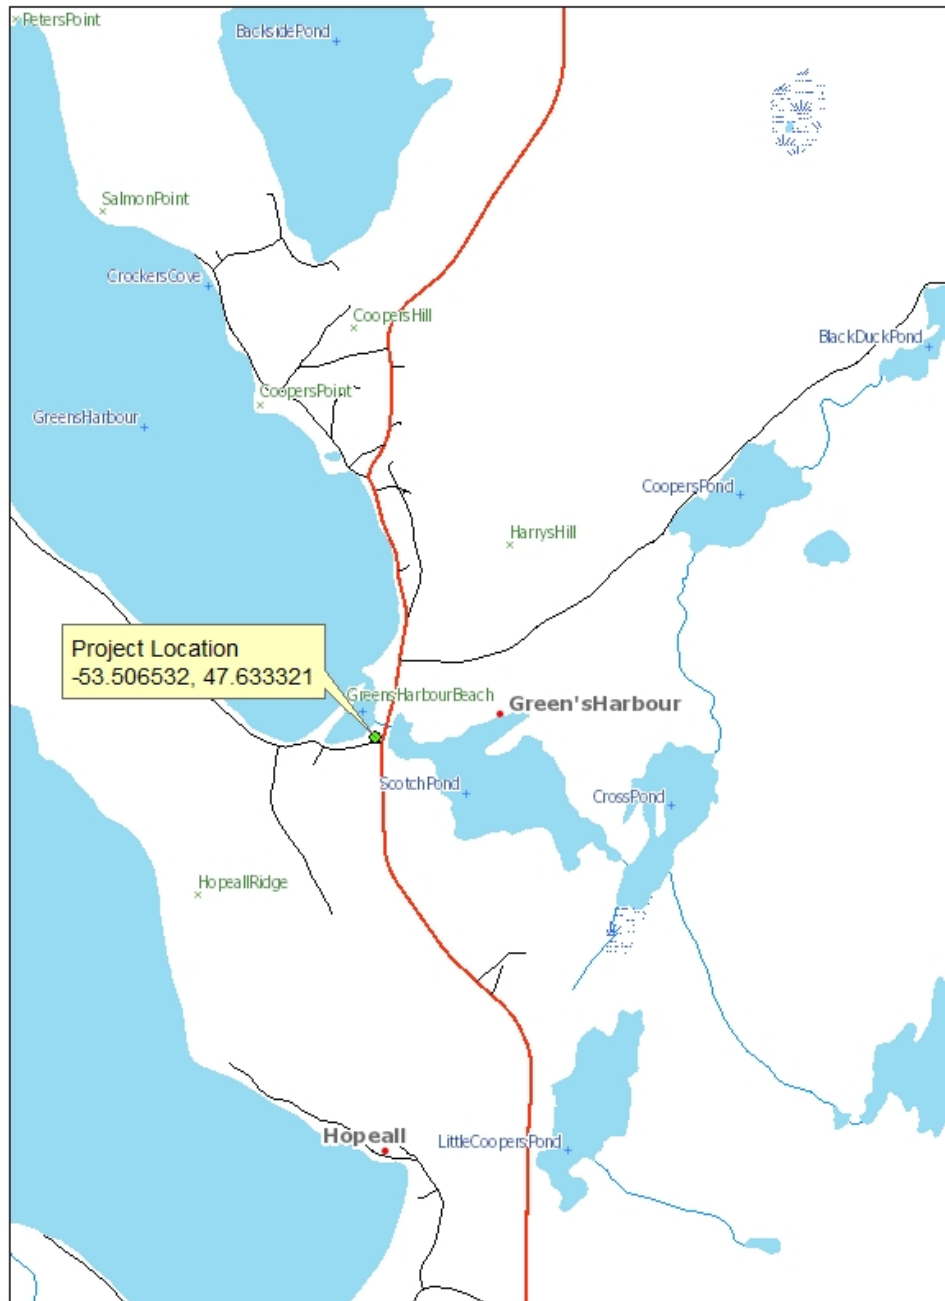 PetersPoint
BacksidePond
SalmonPoint
CrockersCove
CoopersHill
BlackDuckPond
CoopersPoint
GreensHarbour
CoopersPond
HarrysHill
Project Location
-53.506532, 47.633321
GreensHarbourBeach
Green'sHarbour
ScotchPond
CrossPond
HopeallRidge
Hopeall
LittleCoopersPond